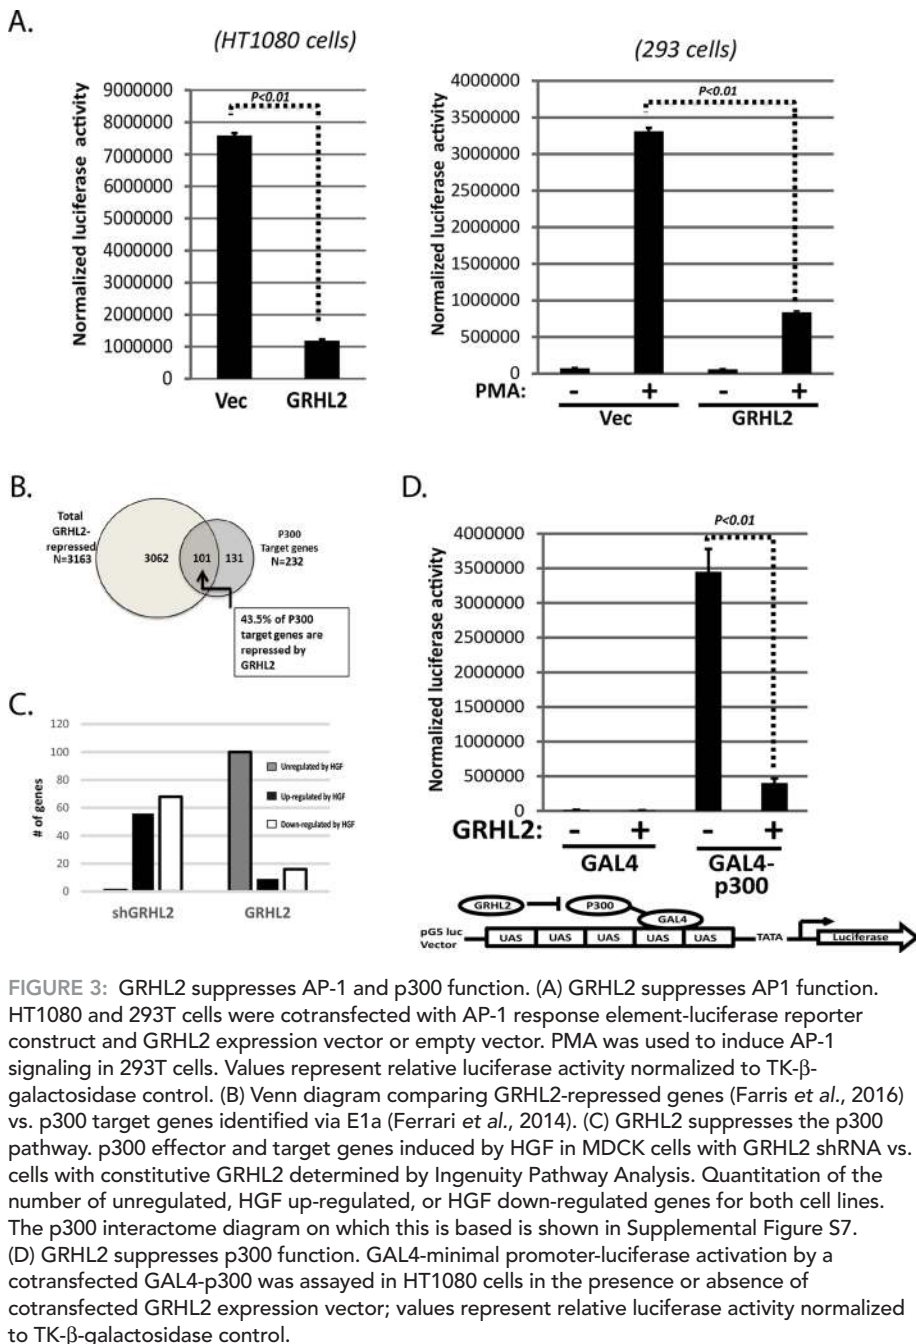 A.
(HT1080 cells)
Normalized luciferase activity
9000000
8000000
7000000
6000000
5000000
4000000
3000000
2000000
1000000
0
P<0.01
Vec GRHL2
(293 cells)
Normalized luciferase activity
4000000
3500000
3000000
2500000
2000000
1500000
1000000
500000
0
P<0.01
PMA: - + - +
Vec GRHL2
B.
Total
GRHL2-
repressed
N=3163
3062 101 131
P300
Target genes
N=232
43.5% of P300
target genes are
repressed by
GRHL2
C.
# of genes
120
100
80
60
40
20
0
Unregulated by HGF
Up-regulated by HGF
Down-regulated by HGF
shGRHL2 GRHL2
D.
Normalized luciferase activity
4000000
3500000
3000000
2500000
2000000
1500000
1000000
500000
0
P<0.01
GRHL2: - + - +
GAL4 GAL4-
p300
GRHL2 P300 GAL4
pG5 luc
Vector
UAS UAS UAS UAS UAS TATA Luciferase
FIGURE 3: GRHL2 suppresses AP-1 and p300 function. (A) GRHL2 suppresses AP1 function.
HT1080 and 293T cells were cotransfected with AP-1 response element-luciferase reporter
construct and GRHL2 expression vector or empty vector. PMA was used to induce AP-1
signaling in 293T cells. Values represent relative luciferase activity normalized to TK-β-
galactosidase control. (B) Venn diagram comparing GRHL2-repressed genes (Farris et al., 2016)
vs. p300 target genes identified via E1a (Ferrari et al., 2014). (C) GRHL2 suppresses the p300
pathway. p300 effector and target genes induced by HGF in MDCK cells with GRHL2 shRNA vs.
cells with constitutive GRHL2 determined by Ingenuity Pathway Analysis. Quantitation of the
number of unregulated, HGF up-regulated, or HGF down-regulated genes for both cell lines.
The p300 interactome diagram on which this is based is shown in Supplemental Figure S7.
(D) GRHL2 suppresses p300 function. GAL4-minimal promoter-luciferase activation by a
cotransfected GAL4-p300 was assayed in HT1080 cells in the presence or absence of
cotransfected GRHL2 expression vector; values represent relative luciferase activity normalized
to TK-β-galactosidase control.